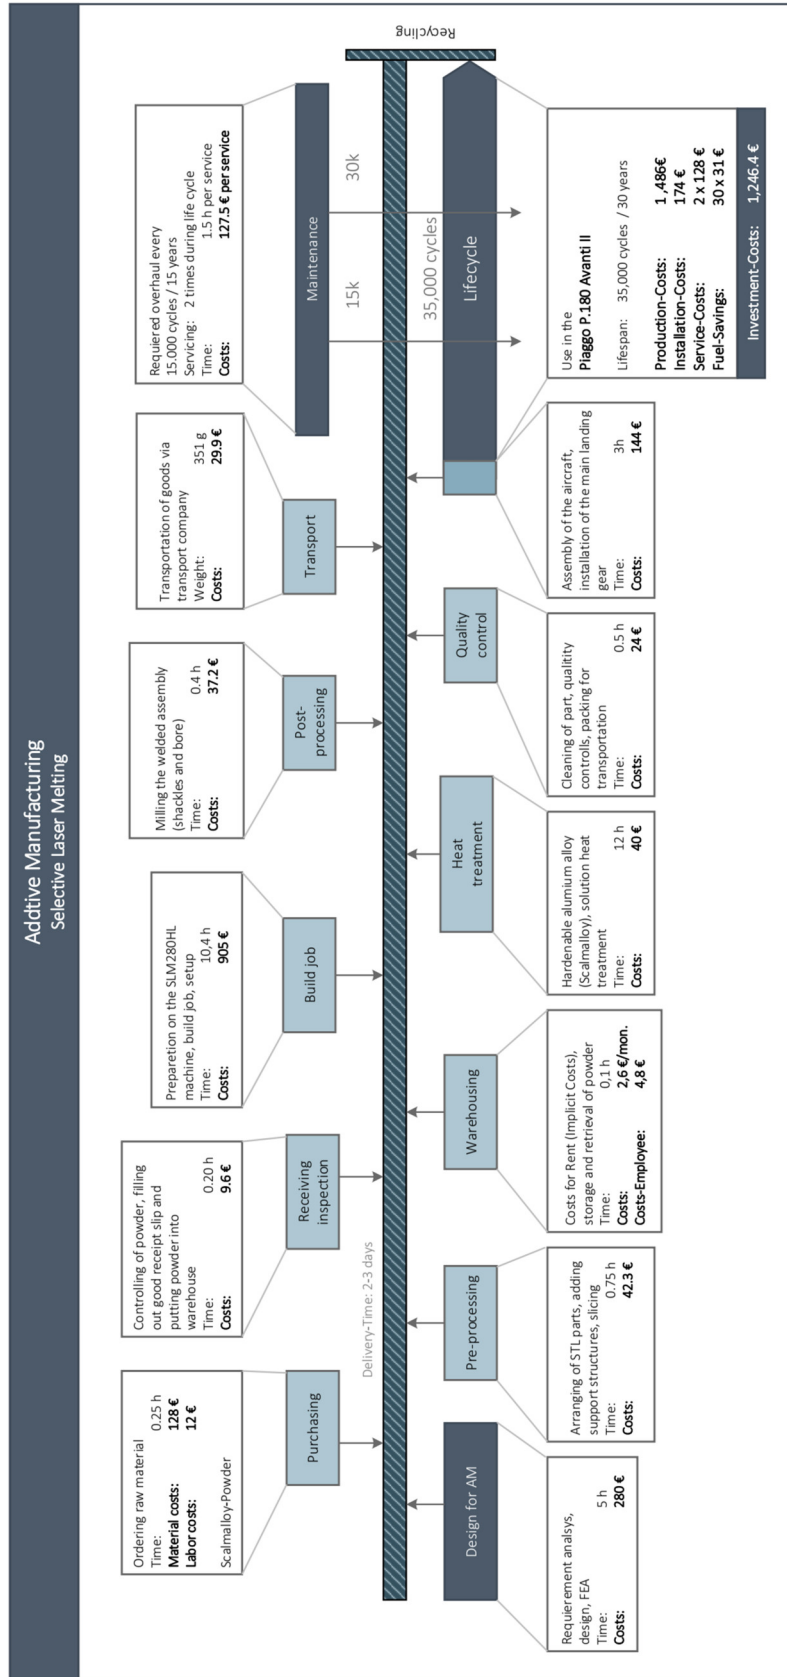 Addtive Manufacturing
Selective Laser Melting
Ordering raw material
Time: 0.25 h
Material costs: 128 €
Labor costs: 12 €
Scalmalloy-Powder
Controlling of powder, filling
out good receipt slip and
putting powder into
warehouse
Time: 0.20 h
Costs: 9.6 €
Preparetion on the SLM280HL
machine, build job, setup
Time: 10,4 h
Costs: 905 €
Milling the welded assembly
(shackles and bore)
Time: 0.4 h
Costs: 37.2 €
Transportation of goods via
transport company
Weight: 351 g
Costs: 29.9 €
Requiered overhaul every
15.000 cycles / 15 years
Servicing: 2 times during life cycle
Time: 1.5 h per service
Costs: 127.5 € per service
Purchasing
Receiving
inspection
Build job
Post-
processing
Transport
Maintenance
Delivery-Time: 2-3 days
15k
30k
Recycling
35,000 cycles
Design for AM
Pre-processing
Warehousing
Heat
treatment
Quality
control
Lifecycle
Requierement analsys,
design, FEA
Time: 5 h
Costs: 280 €
Arranging of STL parts, adding
support structures, slicing
Time: 0.75 h
Costs: 42.3 €
Costs for Rent (Implicit Costs),
storage and retrieval of powder
Time: 0,1 h
Costs: 2,6 €/mon.
Costs-Employee: 4,8 €
Hardenable alumium alloy
(Scalmalloy), solution heat
treatment
Time: 12 h
Costs: 40 €
Cleaning of part, qualitity
controlls, packing for
transportation
Time: 0.5 h
Costs: 24 €
Assembly of the aircraft,
installation of the main landing
gear
Time: 3h
Costs: 144 €
Use in the
Piaggo P.180 Avanti II
Lifespan: 35,000 cycles / 30 years
Production-Costs: 1 ,486€
Installation-Costs: 174 €
Service-Costs: 2 x 128 €
Fuel-Savings: 30 x 31 €
Investment-Costs: 1,246.4 €